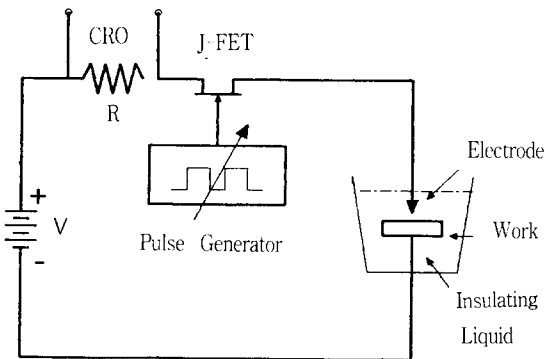 CRO
J-FET
R
+
V
-
Pulse Generator
Electrode
Work
Insulating
Liquid